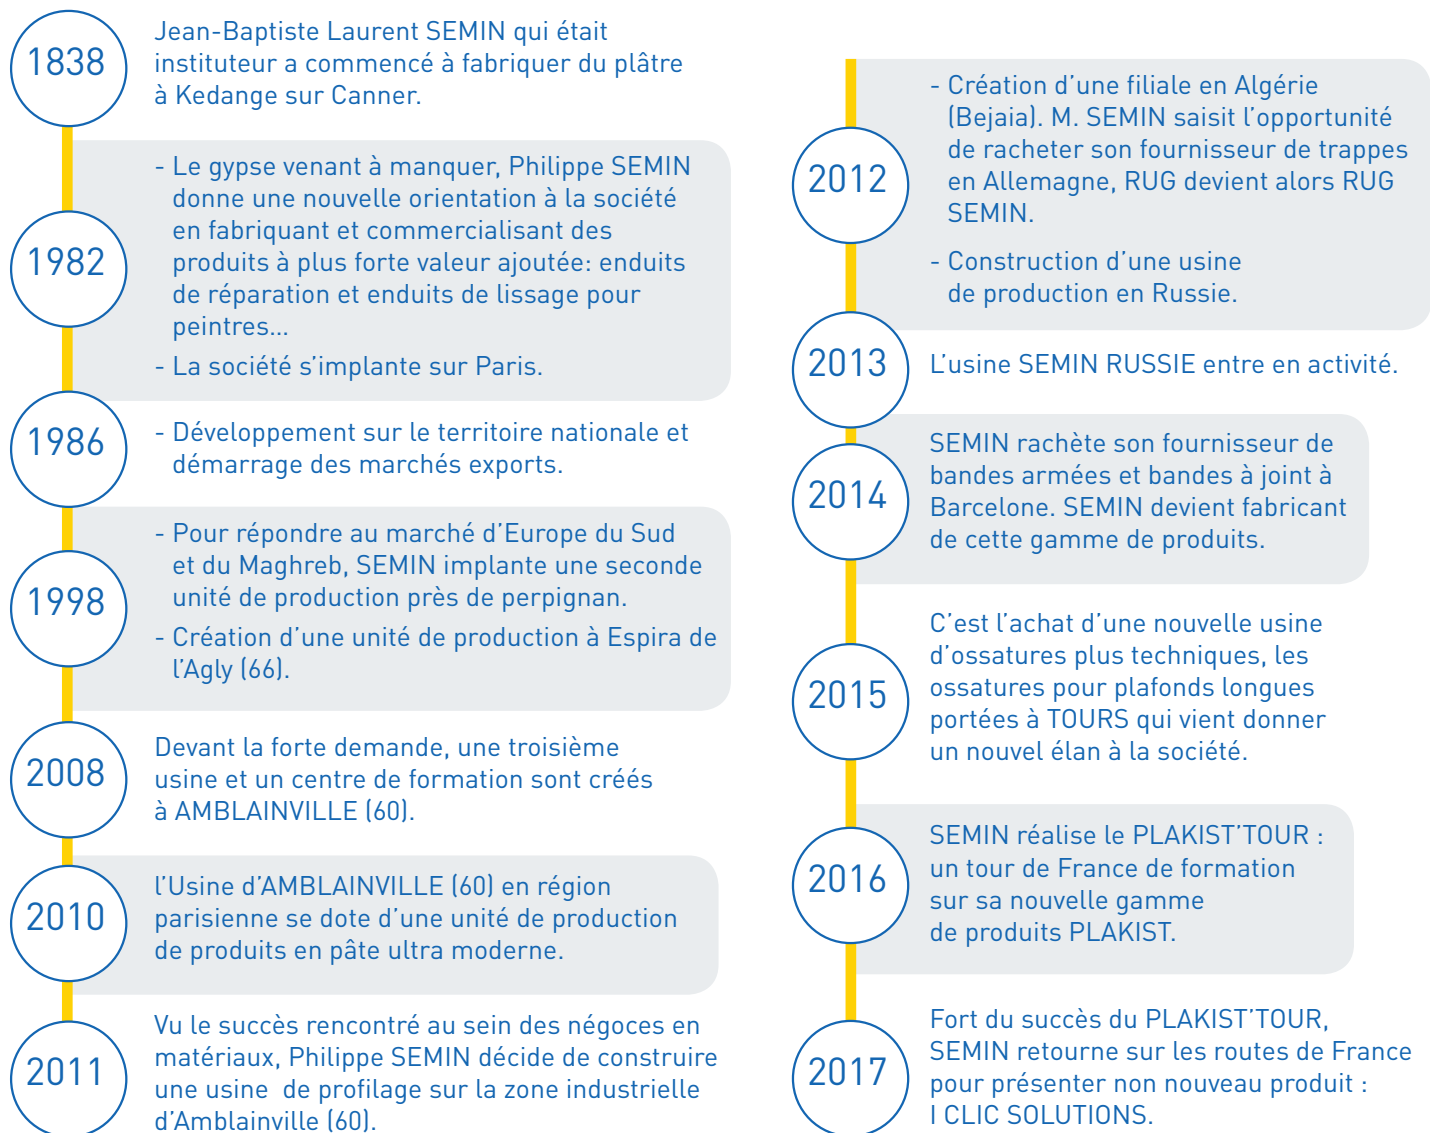 1838
Jean-Baptiste Laurent SEMIN qui était
instituteur a commencé à fabriquer du plâtre
à Kedange sur Canner.
1982
- Le gypse venant à manquer, Philippe SEMIN
donne une nouvelle orientation à la société
en fabriquant et commercialisant des
produits à plus forte valeur ajoutée: enduits
de réparation et enduits de lissage pour
peintres...
- La société s’implante sur Paris.
1986
- Développement sur le territoire nationale et
démarrage des marchés exports.
1998
- Pour répondre au marché d’Europe du Sud
et du Maghreb, SEMIN implante une seconde
unité de production près de perpignan.
- Création d’une unité de production à Espira de
l’Agly (66).
2008
Devant la forte demande, une troisième
usine et un centre de formation sont créés
à AMBLAINVILLE (60).
2010
l’Usine d’AMBLAINVILLE (60) en région
parisienne se dote d’une unité de production
de produits en pâte ultra moderne.
2011
Vu le succès rencontré au sein des négoces en
matériaux, Philippe SEMIN décide de construire
une usine de profilage sur la zone industrielle
d’Amblainville (60).
2012
- Création d’une filiale en Algérie
(Bejaia). M. SEMIN saisit l’opportunité
de racheter son fournisseur de trappes
en Allemagne, RUG devient alors RUG
SEMIN.
- Construction d’une usine
de production en Russie.
2013
L’usine SEMIN RUSSIE entre en activité.
2014
SEMIN rachète son fournisseur de
bandes armées et bandes à joint à
Barcelone. SEMIN devient fabricant
de cette gamme de produits.
2015
C’est l’achat d’une nouvelle usine
d’ossatures plus techniques, les
ossatures pour plafonds longues
portées à TOURS qui vient donner
un nouvel élan à la société.
2016
SEMIN réalise le PLAKIST’TOUR :
un tour de France de formation
sur sa nouvelle gamme
de produits PLAKIST.
2017
Fort du succès du PLAKIST’TOUR,
SEMIN retourne sur les routes de France
pour présenter non nouveau produit :
I CLIC SOLUTIONS.